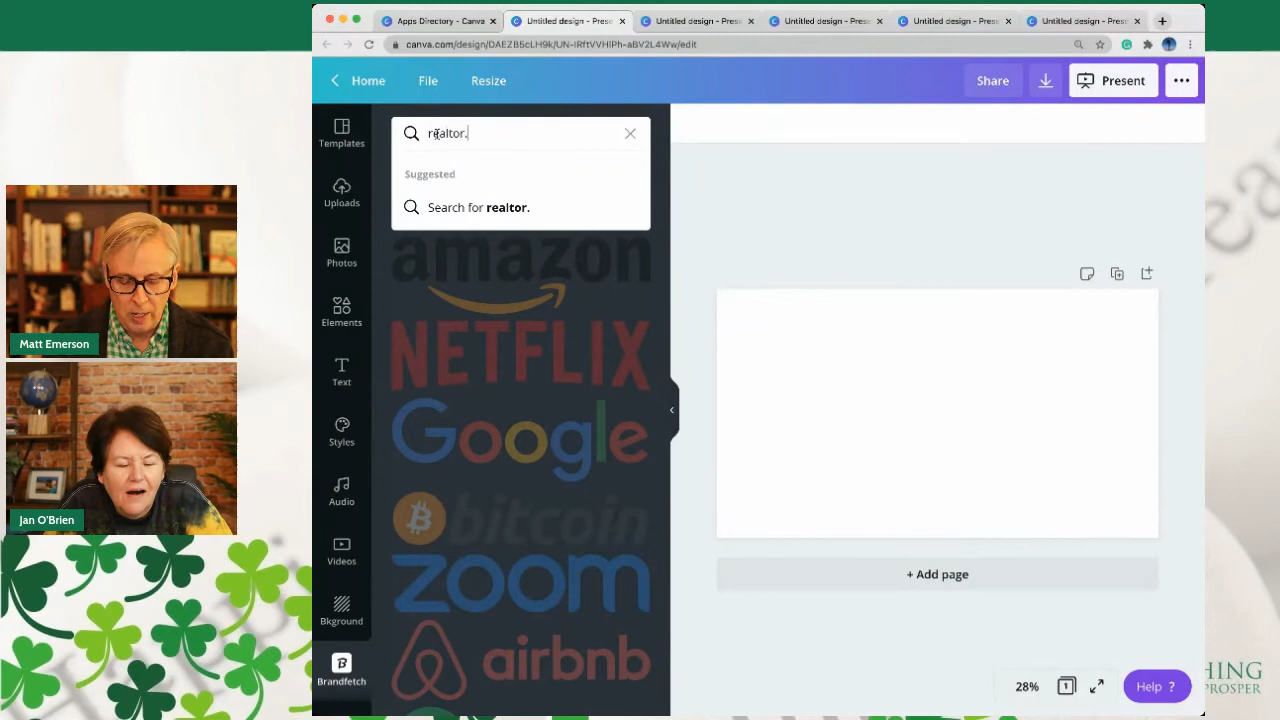 Apps Directory - Canva
Untitled design - Prese
Untitled design - Prese
Untitled design - Prese
Untitled design - Prese
Untitled design - Prese
canva.com/design/DAEZB5cLH9k/UN-IRftVVHlPh-aBV2L4Ww/edit
Home
File
Resize
Share
Present
Templates
Uploads
Photos
Elements
Text
Styles
Audio
Videos
Bkground
Brandfetch
realtor.
Suggested
Search for realtor.
amazon
NETFLIX
Google
bitcoin
zoom
airbnb
+ Add page
28%
1
Help ?
Matt Emerson
Jan O'Brien
HING
PROSPER